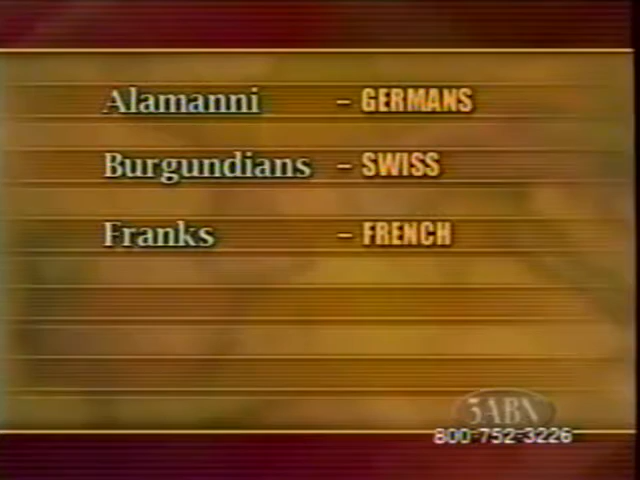 Alamanni – GERMANS
Burgundians – SWISS
Franks – FRENCH
3ABN
800-752-3226